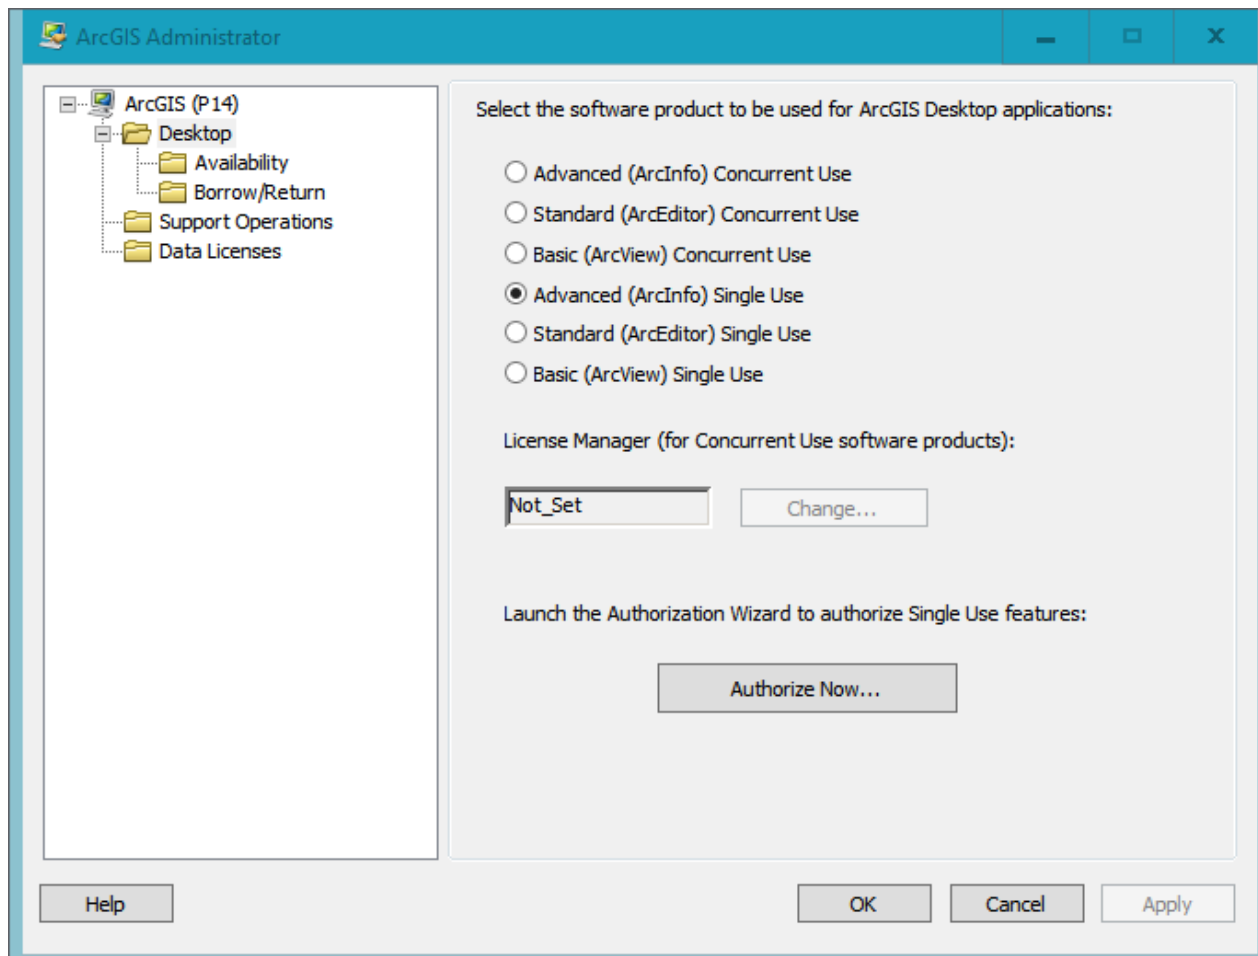 ArcGIS Administrator
ArcGIS (P14)
Desktop
Availability
Borrow/Return
Support Operations
Data Licenses
Select the software product to be used for ArcGIS Desktop applications:
Advanced (ArcInfo) Concurrent Use
Standard (ArcEditor) Concurrent Use
Basic (ArcView) Concurrent Use
Advanced (ArcInfo) Single Use
Standard (ArcEditor) Single Use
Basic (ArcView) Single Use
License Manager (for Concurrent Use software products):
Not_Set
Change...
Launch the Authorization Wizard to authorize Single Use features:
Authorize Now...
Help
OK
Cancel
Apply